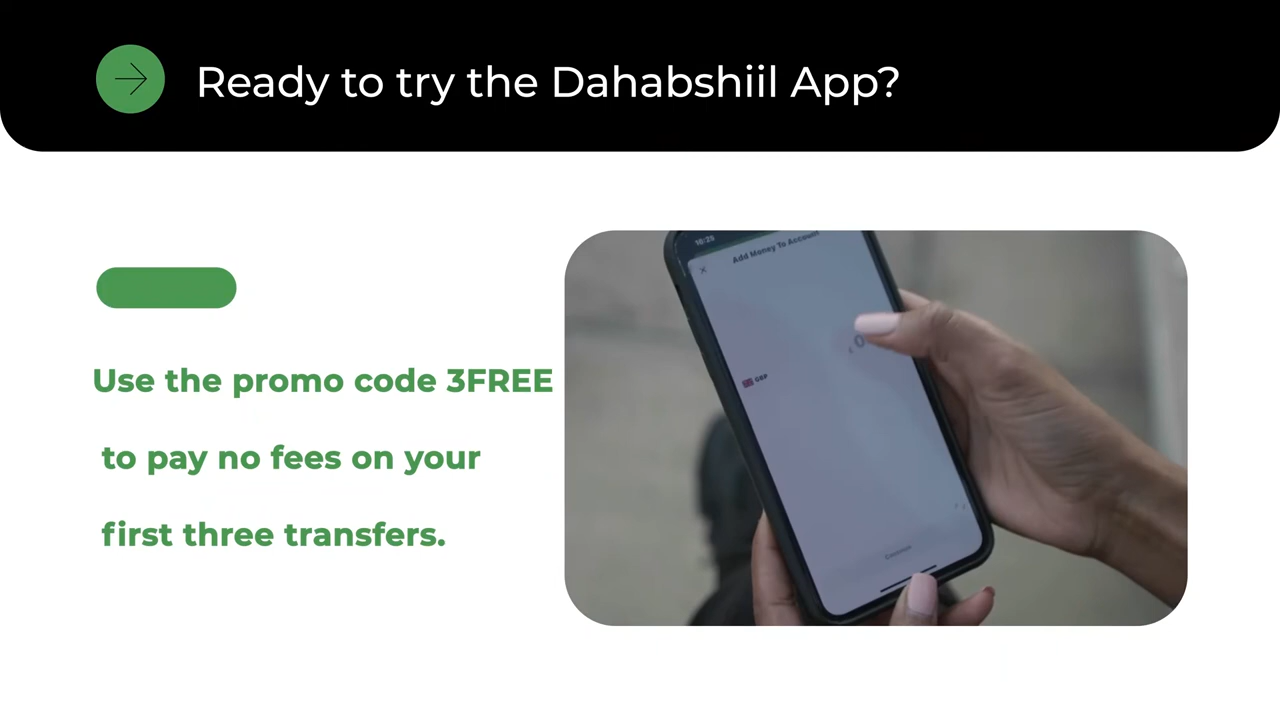 Ready to try the Dahabshiil App?
Use the promo code 3FREE
to pay no fees on your
first three transfers.
Add Money To Account
GBP